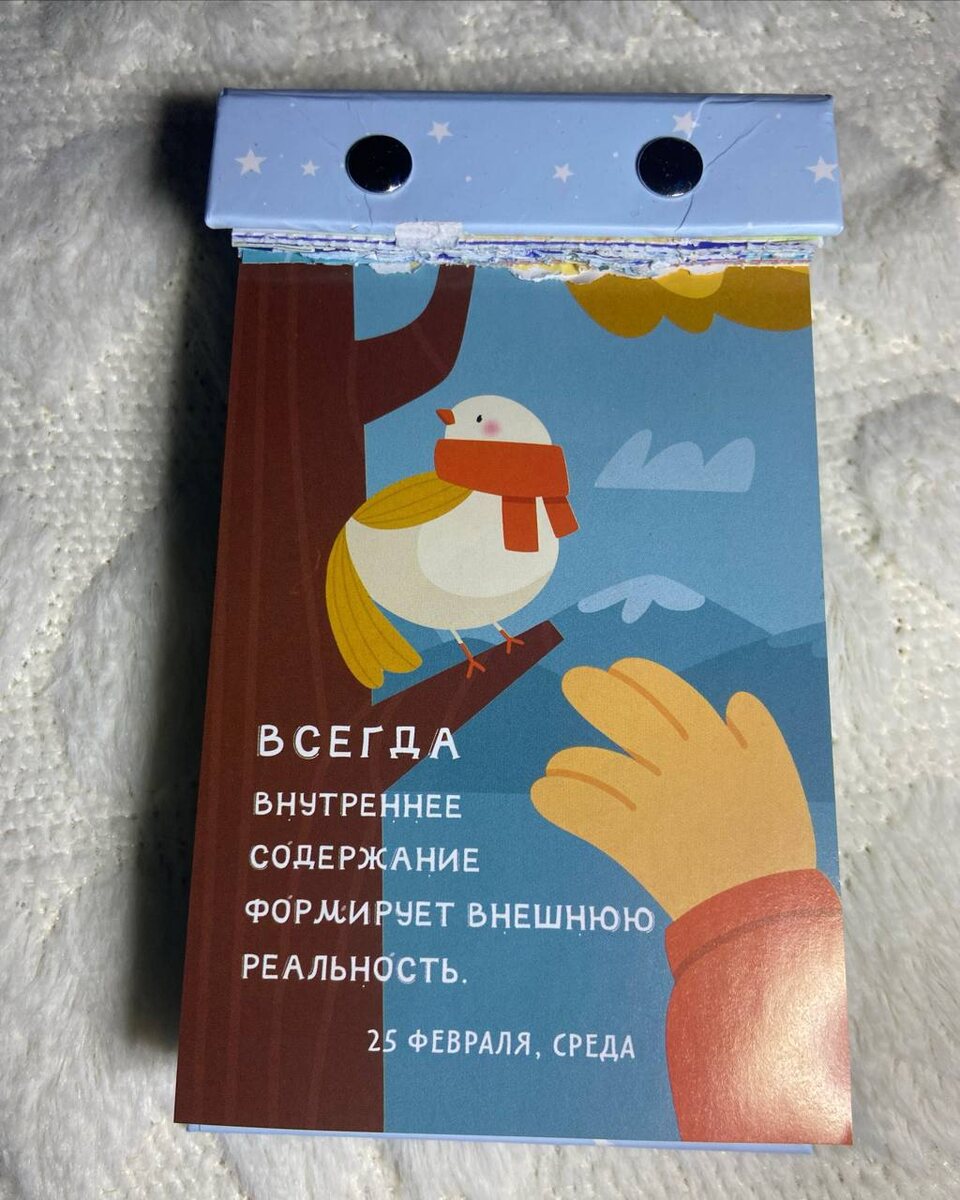 ВСЕГДА
ВНУТРЕННЕЕ
СОДЕРЖАНИЕ
ФОРМИРУЕТ ВНЕШНЮЮ
РЕАЛЬНОСТЬ.
25 ФЕВРАЛЯ, СРЕДА